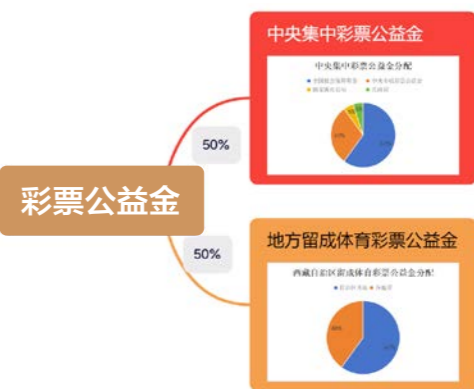 中央集中彩票公益金
中央集中彩票公益金分配
50%
彩票公益金
50%
地方留成体育彩票公益金
西藏自治区留成体育彩票公益金分配